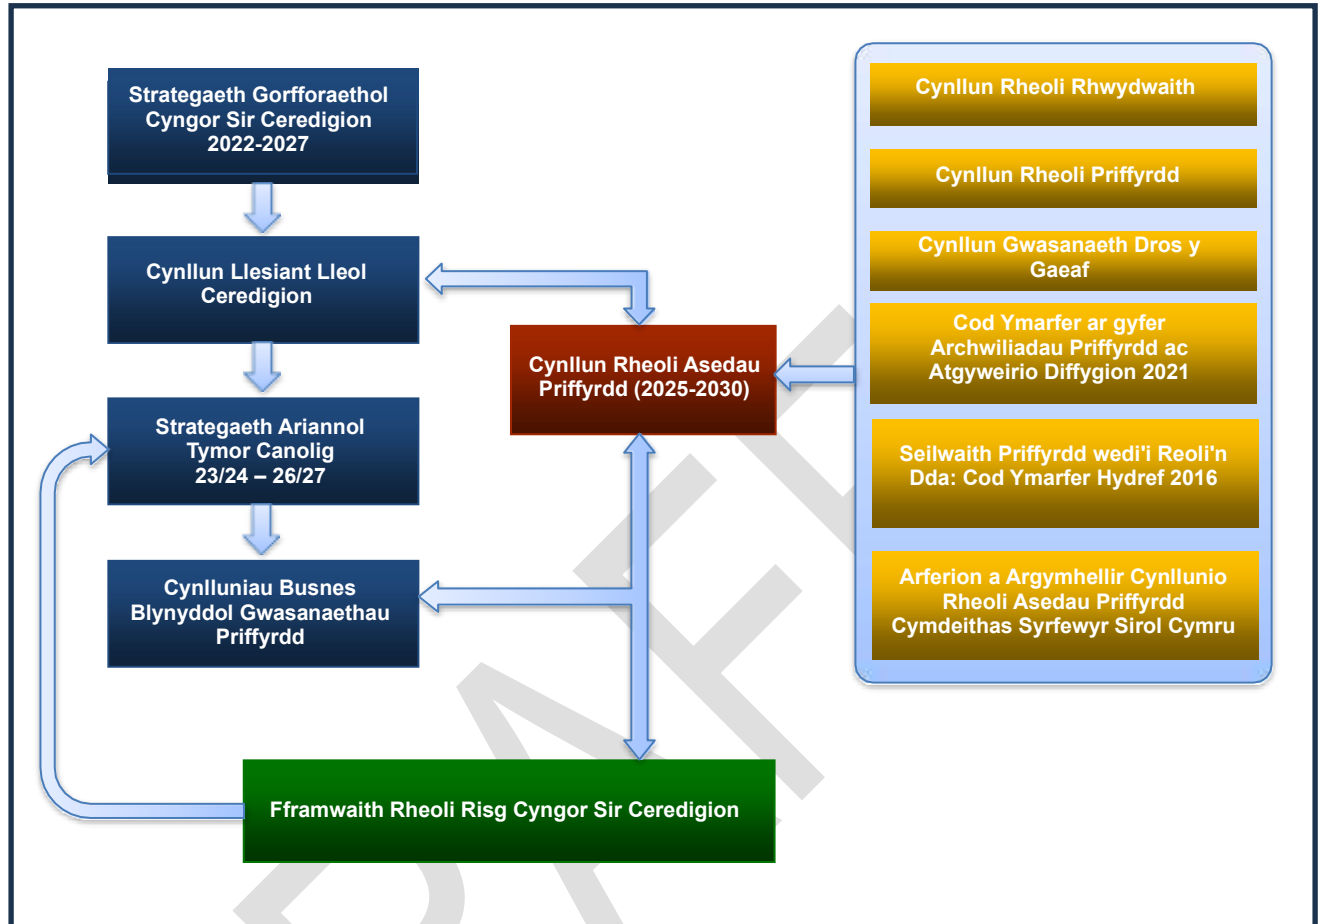 Strategaeth Gorfforaethol
Cyngor Sir Ceredigion
2022-2027
Cynllun Llesiant Lleol
Ceredigion
Strategaeth Ariannol
Tymor Canolig
23/24 – 26/27
Cynlluniau Busnes
Blynyddol Gwasanaethau
Priffyrdd
Cynllun Rheoli Asedau
Priffyrdd (2025-2030)
Fframwaith Rheoli Risg Cyngor Sir Ceredigion
Cynllun Rheoli Rhwydwaith
Cynllun Rheoli Priffyrdd
Cynllun Gwasanaeth Dros y
Gaeaf
Cod Ymarfer ar gyfer
Archwiliadau Priffyrdd ac
Atgyweirio Diffygion 2021
Seilwaith Priffyrdd wedi'i Reoli'n
Dda: Cod Ymarfer Hydref 2016
Arferion a Argymhellir Cynllunio
Rheoli Asedau Priffyrdd
Cymdeithas Syrfewyr Sirol Cymru